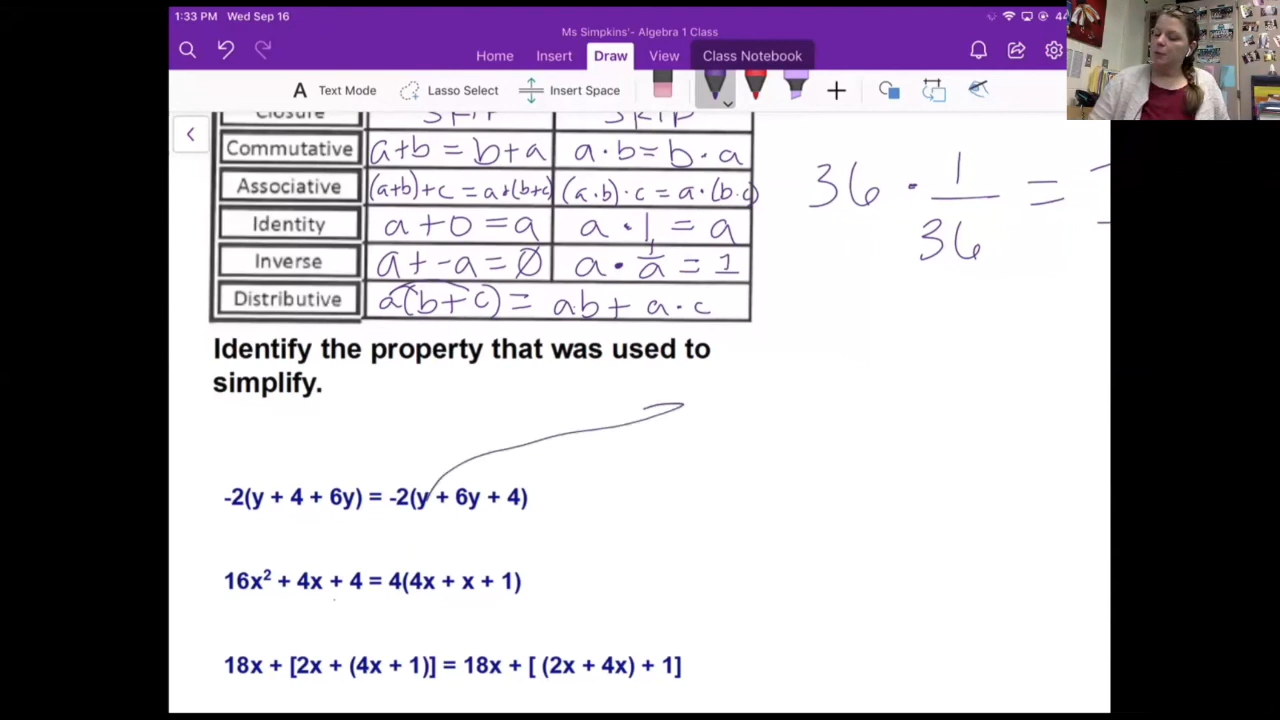 1:33 PM Wed Sep 16
Ms Simpkins'- Algebra 1 Class
Home Insert Draw View Class Notebook
Text Mode Lasso Select Insert Space
Closure SKIP SKIP
Commutative a+b=b+a a·b=b·a
Associative (a+b)+c=a+(b+c) (a·b)·c=a·(b·c)
Identity a+0=a a·1=a
Inverse a+-a=0 a·1/a=1
Distributive a(b+c)=ab+a·c
36 · 1/36 =
Identify the property that was used to
simplify.
-2(y + 4 + 6y) = -2(y + 6y + 4)
16x² + 4x + 4 = 4(4x + x + 1)
18x + [2x + (4x + 1)] = 18x + [ (2x + 4x) + 1]